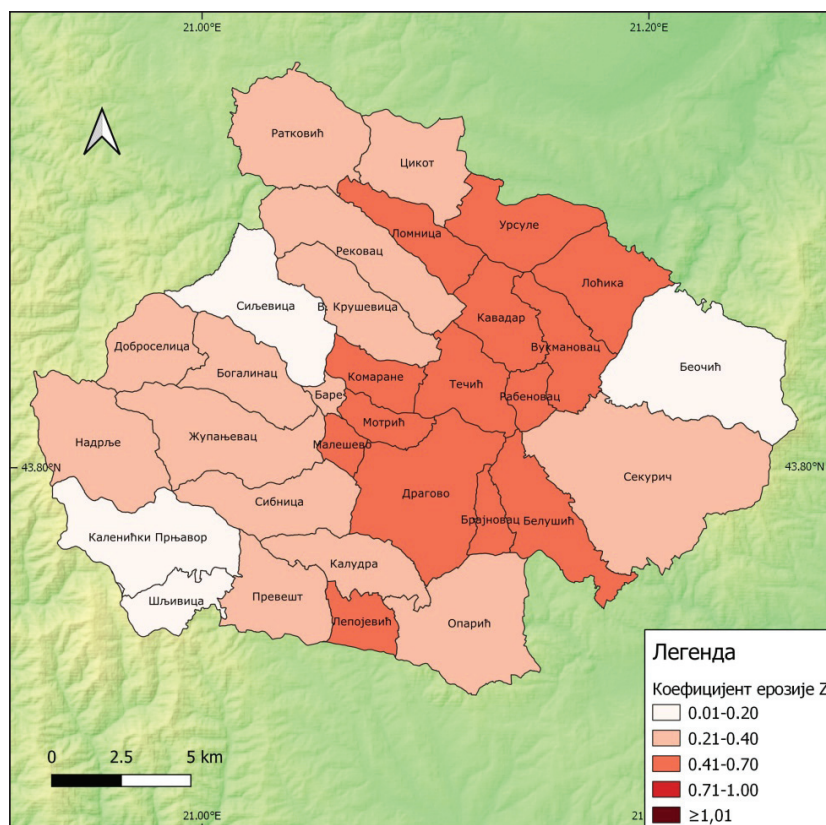 21.00°E
21.20°E
Ратковић
Цикот
Ломница
Урсуле
Рековац
Лоћика
Сиљевица
В. Крушевица
Кавадар
Доброселица
Вукмановац
Богалинац
Комаране
Течић
Беочић
Баре
Рабеновац
Мотрић
Надрље
Жупањевац
Малешево
43.80°N
43.80°N
Секурич
Драгово
Сибница
Брајновац
Белушић
Каленићки Прњавор
Калудра
Шљивица
Превешт
Лепојевић
Опарић
Легенда
Коефицијент ерозије Z
0.01-0.20
0.21-0.40
0.41-0.70
0.71-1.00
≥1,01
0
2.5
5 km
21.00°E
21